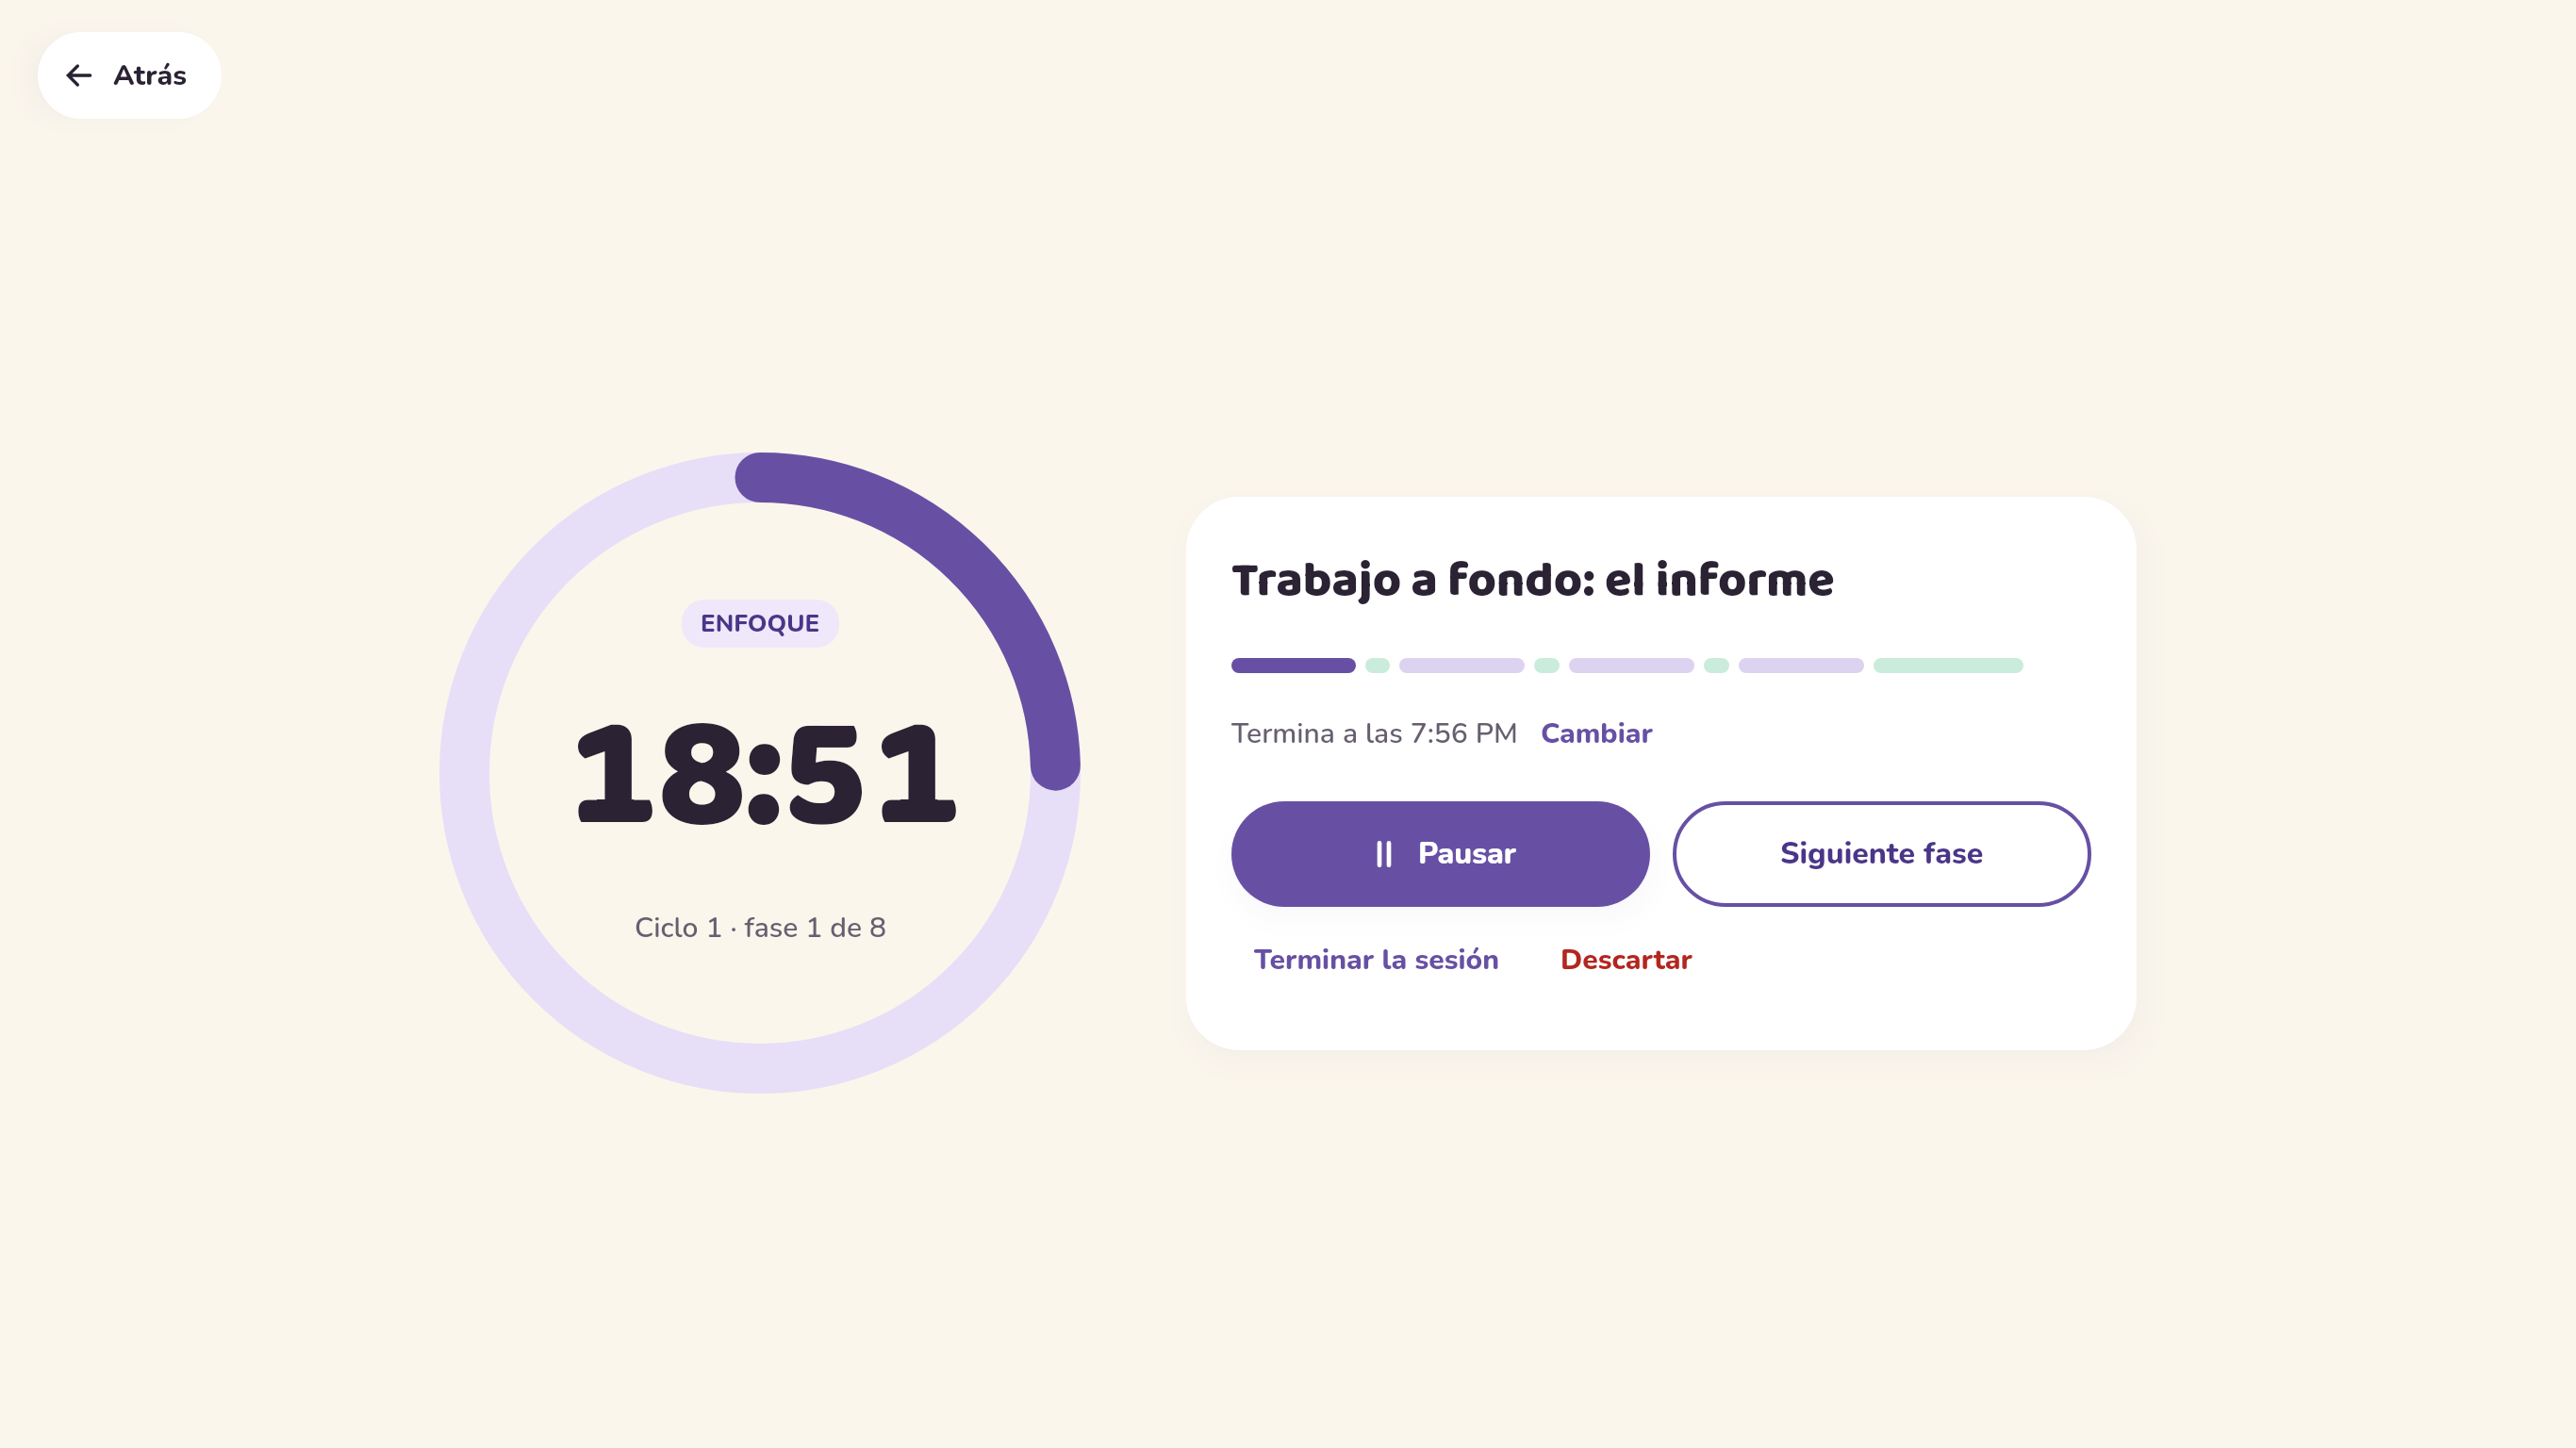 Atrás
ENFOQUE
18:51
Ciclo 1 · fase 1 de 8
Trabajo a fondo: el informe
Termina a las 7:56 PM Cambiar
Pausar
Siguiente fase
Terminar la sesión
Descartar